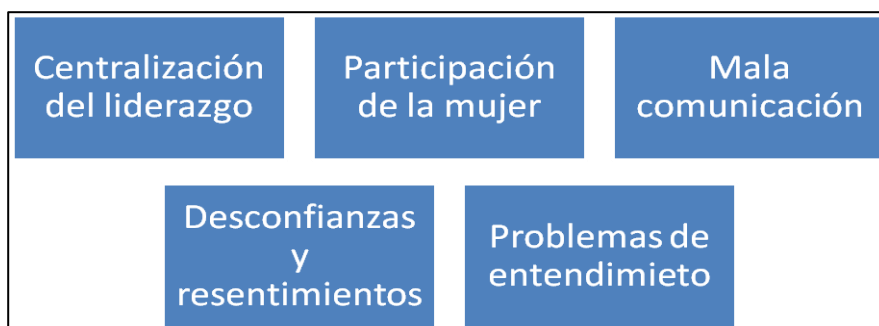 Centralización
del liderazgo
Participación
de la mujer
Mala
comunicación
Desconfianzas
y
resentimientos
Problemas de
entendimieto